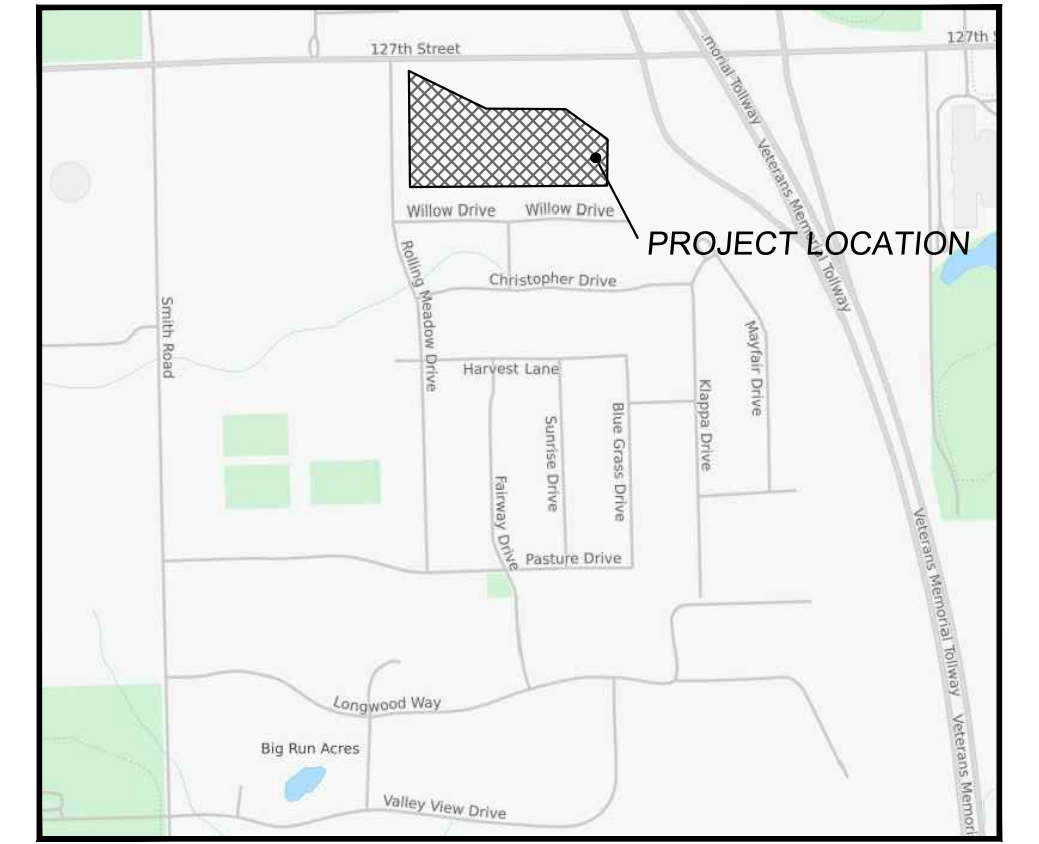 127th Street
127th S
.morial Tollway
Veterans Memorial Tollway
Willow Drive
Willow Drive
PROJECT LOCATION
Rolling Meadow Drive
Christopher Drive
Smith Road
Mayfair Drive
Harvest Lane
Klappa Drive
Blue Grass Drive
Sunrise Drive
Fairway Drive
Pasture Drive
Veterans Memorial Tollway
Longwood Way
Veterans Memori
Big Run Acres
Valley View Drive